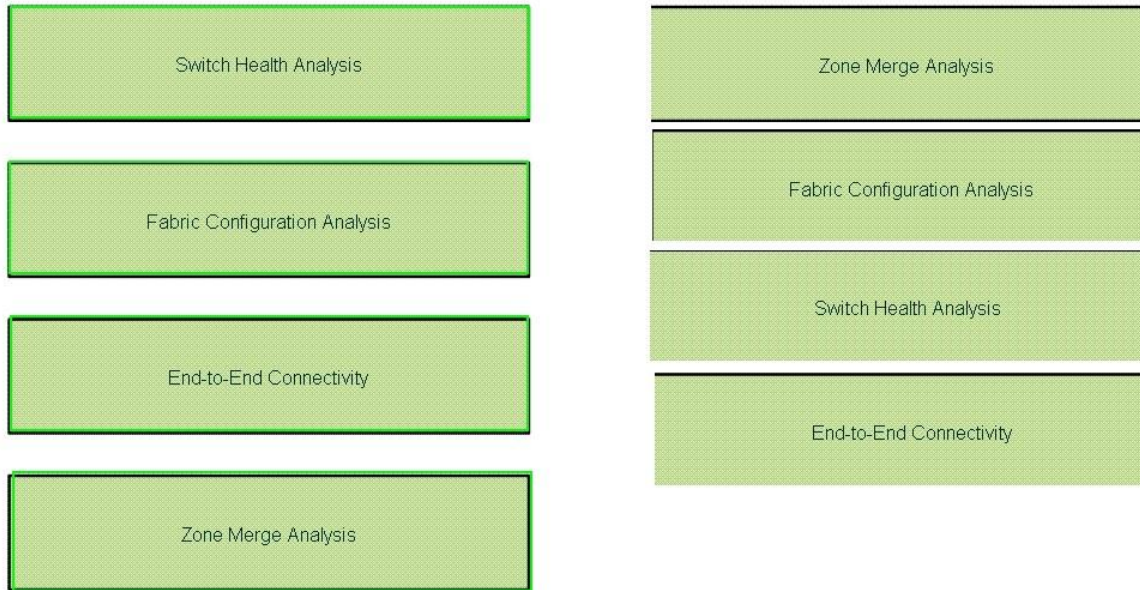 Switch Health Analysis
Fabric Configuration Analysis
End-to-End Connectivity
Zone Merge Analysis
Zone Merge Analysis
Fabric Configuration Analysis
Switch Health Analysis
End-to-End Connectivity